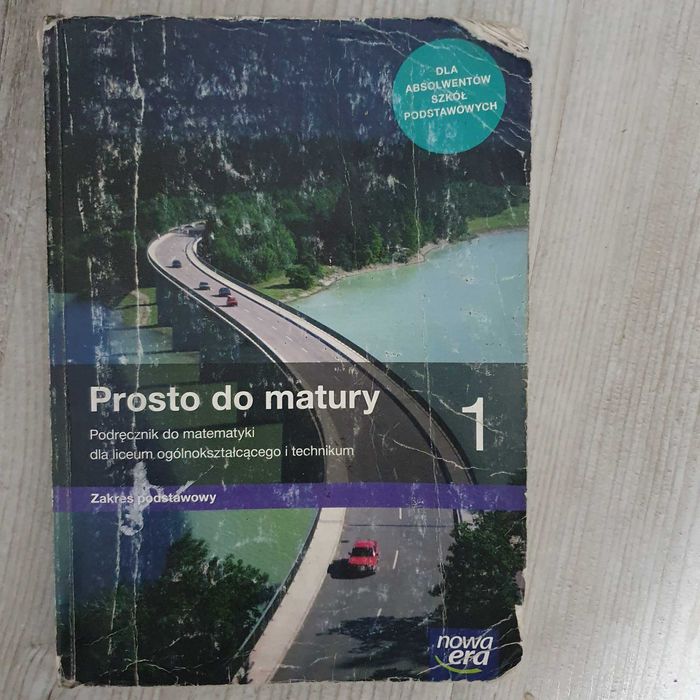 DLA
ABSOLWENTÓW
SZKÓŁ
PODSTAWOWYCH
Prosto do matury
1
Podręcznik do matematyki
dla liceum ogólnokształcącego i technikum
Zakres podstawowy
nowa
era